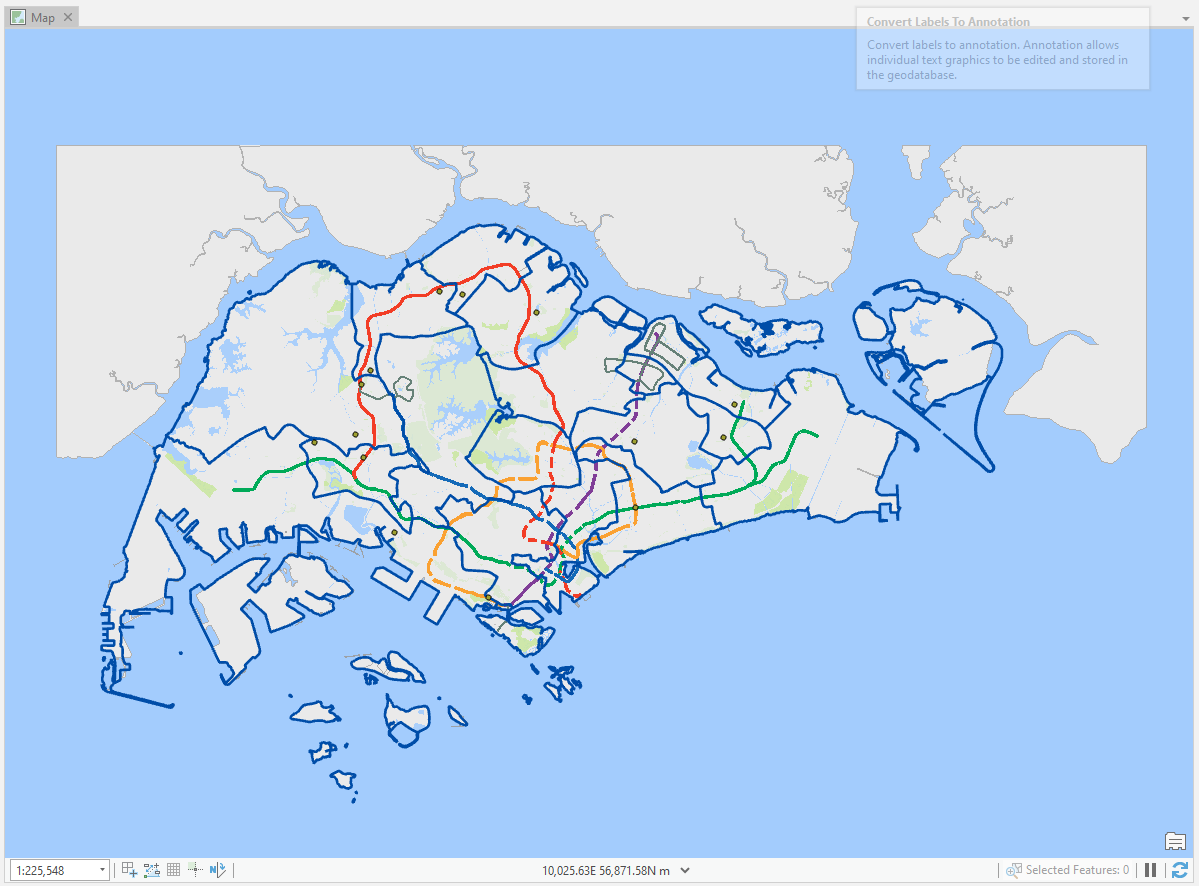 Map
Convert Labels To Annotation
Convert labels to annotation. Annotation allows
individual text graphics to be edited and stored in
the geodatabase.
1:225,548
N
10,025.63E 56,871.58N m
Selected Features: 0